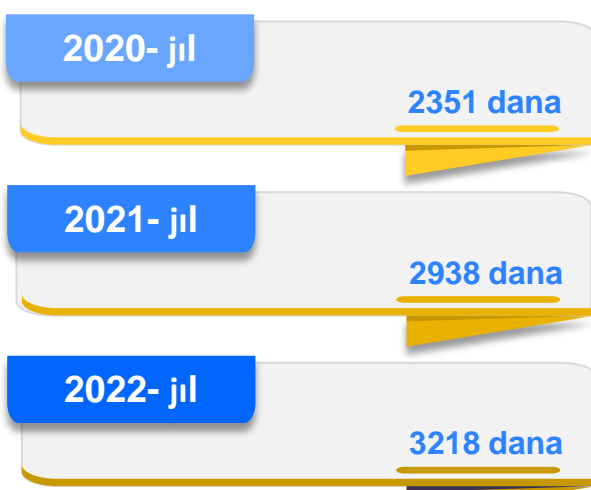 2020- jıl
2351 dana
2021- jıl
2938 dana
2022- jıl
3218 dana